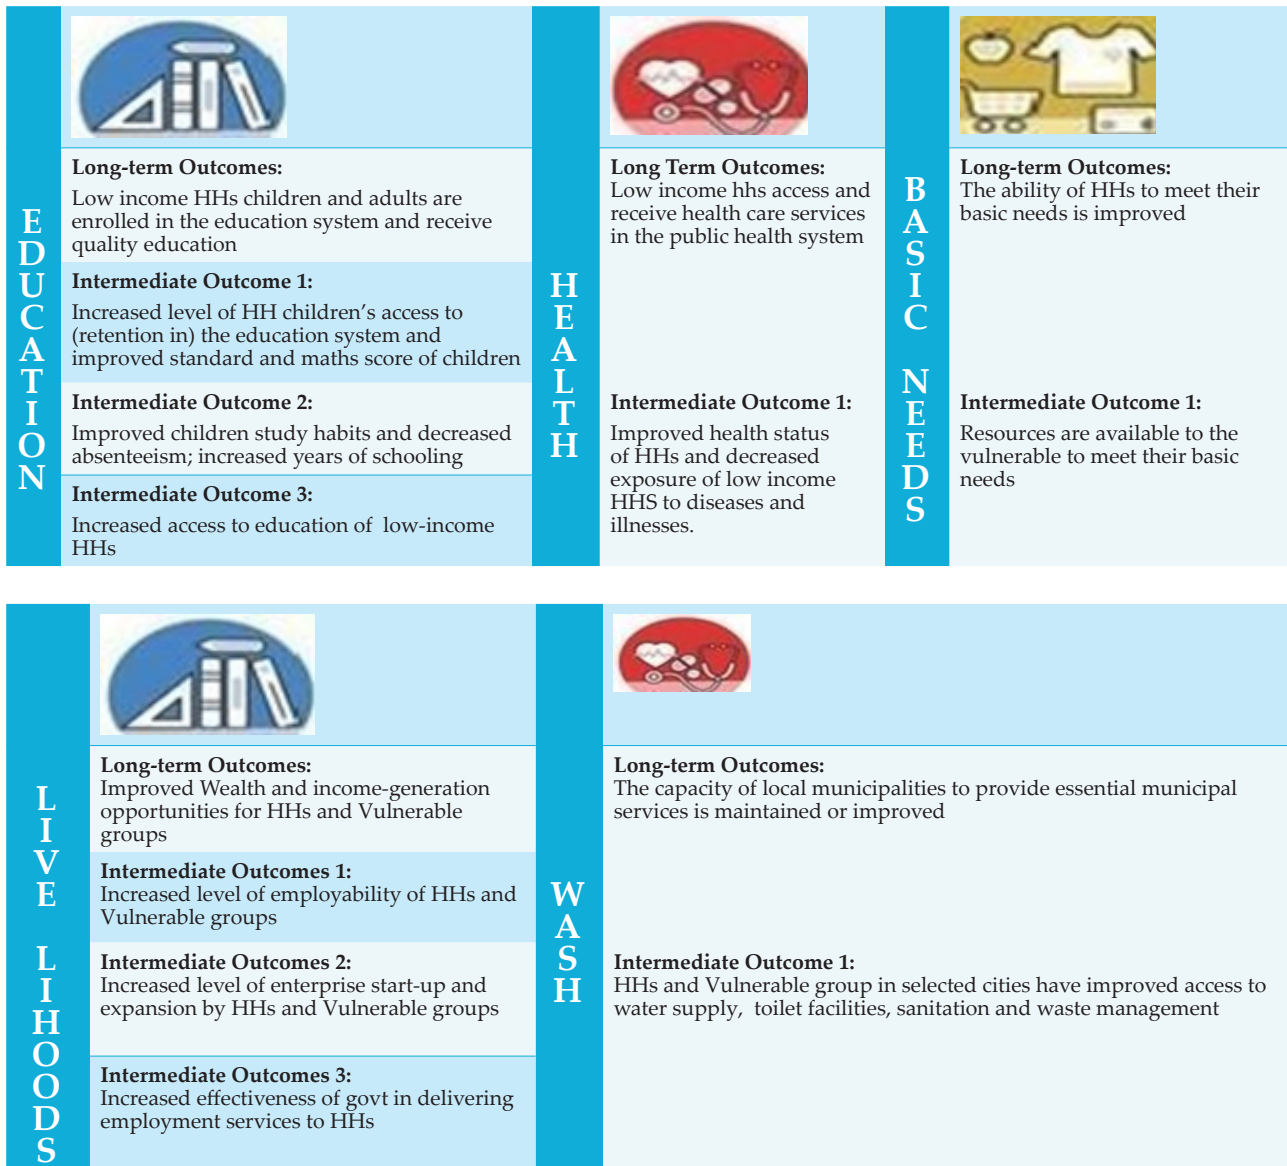 EDUCATION
Long-term Outcomes:
Low income HHs children and adults are
enrolled in the education system and receive
quality education
Intermediate Outcome 1:
Increased level of HH children’s access to
(retention in) the education system and
improved standard and maths score of children
Intermediate Outcome 2:
Improved children study habits and decreased
absenteeism; increased years of schooling
Intermediate Outcome 3:
Increased access to education of low-income
HHs
HEALTH
Long Term Outcomes:
Low income hhs access and
receive health care services
in the public health system
Intermediate Outcome 1:
Improved health status
of HHs and decreased
exposure of low income
HHS to diseases and
illnesses.
BASIC NEEDS
Long-term Outcomes:
The ability of HHs to meet their
basic needs is improved
Intermediate Outcome 1:
Resources are available to the
vulnerable to meet their basic
needs
LIVE LIHOODS
Long-term Outcomes:
Improved Wealth and income-generation
opportunities for HHs and Vulnerable
groups
Intermediate Outcomes 1:
Increased level of employability of HHs and
Vulnerable groups
Intermediate Outcomes 2:
Increased level of enterprise start-up and
expansion by HHs and Vulnerable groups
Intermediate Outcomes 3:
Increased effectiveness of govt in delivering
employment services to HHs
WASH
Long-term Outcomes:
The capacity of local municipalities to provide essential municipal
services is maintained or improved
Intermediate Outcome 1:
HHs and Vulnerable group in selected cities have improved access to
water supply, toilet facilities, sanitation and waste management